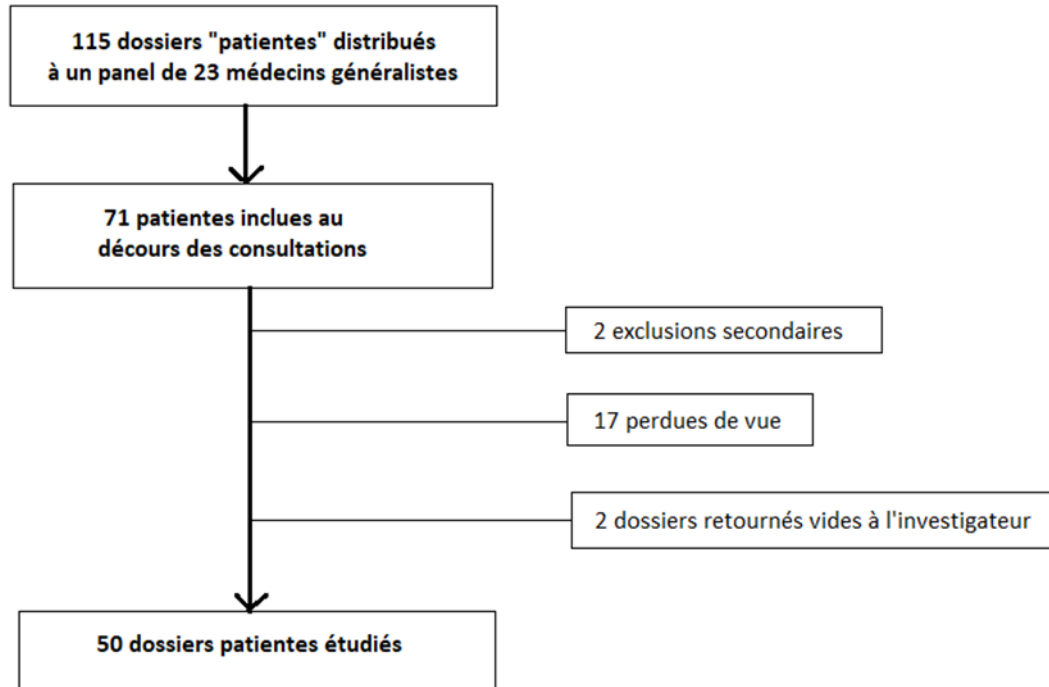 115 dossiers "patientes" distribués
à un panel de 23 médecins généralistes
71 patientes inclues au
décours des consultations
2 exclusions secondaires
17 perdues de vue
2 dossiers retournés vides à l'investigateur
50 dossiers patientes étudiés